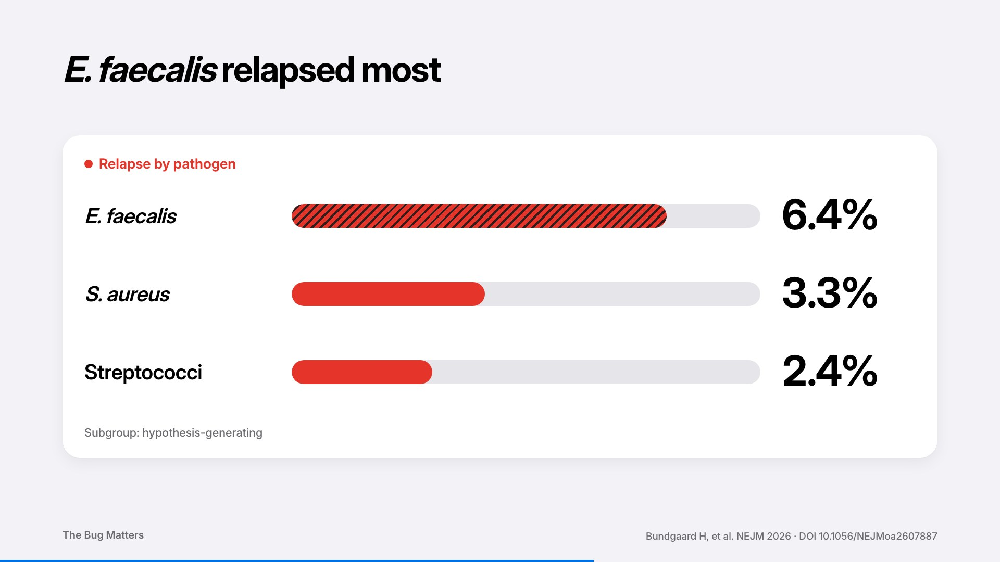 E. faecalis relapsed most
Relapse by pathogen
E. faecalis 6.4%
S. aureus 3.3%
Streptococci 2.4%
Subgroup: hypothesis-generating
The Bug Matters
Bundgaard H, et al. NEJM 2026 · DOI 10.1056/NEJMoa2607887